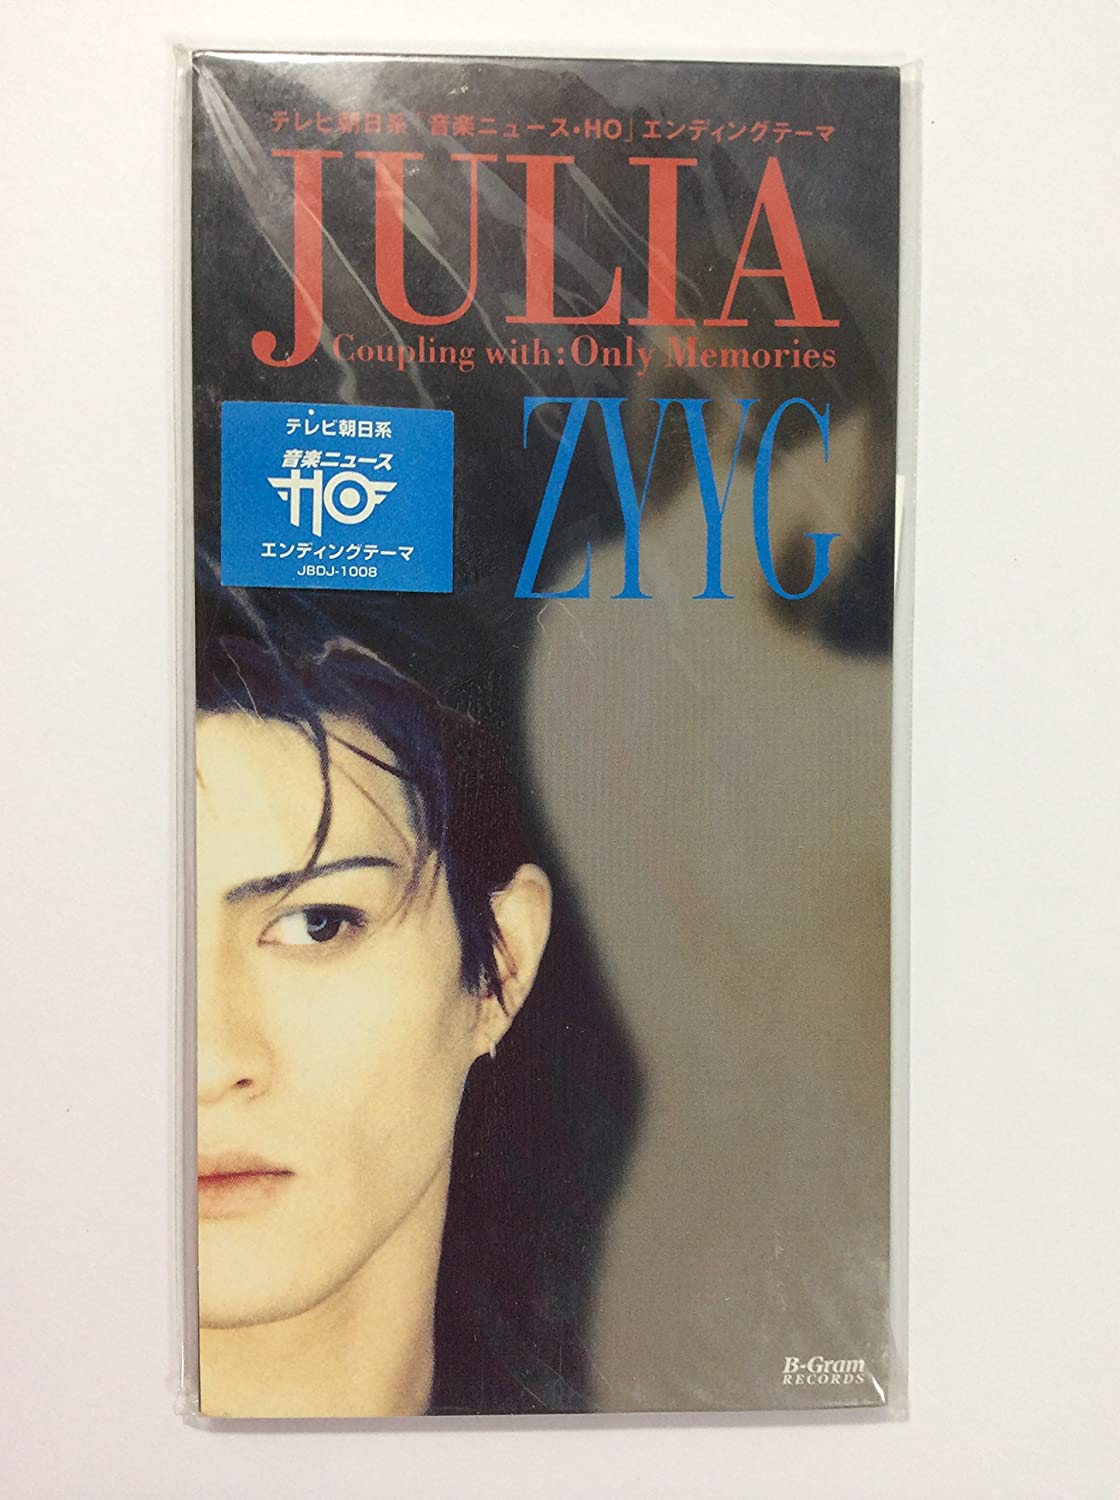 テレビ朝日系「音楽ニュース・HO」エンディングテーマ
JULIA
Coupling with: Only Memories
ZYYG
テレビ朝日系
音楽ニュース
HO
エンディングテーマ
JBDJ-1008
B-Gram
RECORDS